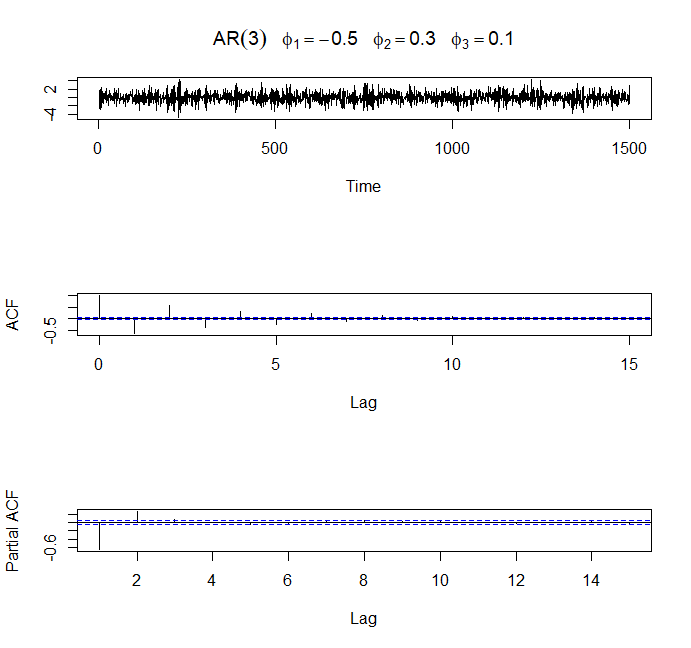 AR(3) ϕ₁ = −0.5 ϕ₂ = 0.3 ϕ₃ = 0.1
2
-4
0 500 1000 1500
Time
ACF
-0.5
0 5 10 15
Lag
Partial ACF
-0.6
2 4 6 8 10 12 14
Lag